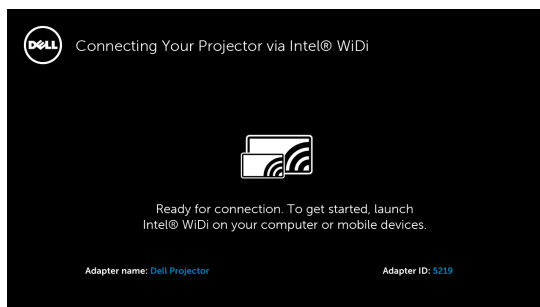 DELL
Connecting Your Projector via Intel® WiDi
Ready for connection. To get started, launch
Intel® WiDi on your computer or mobile devices.
Adapter name: Dell Projector Adapter ID: 5219